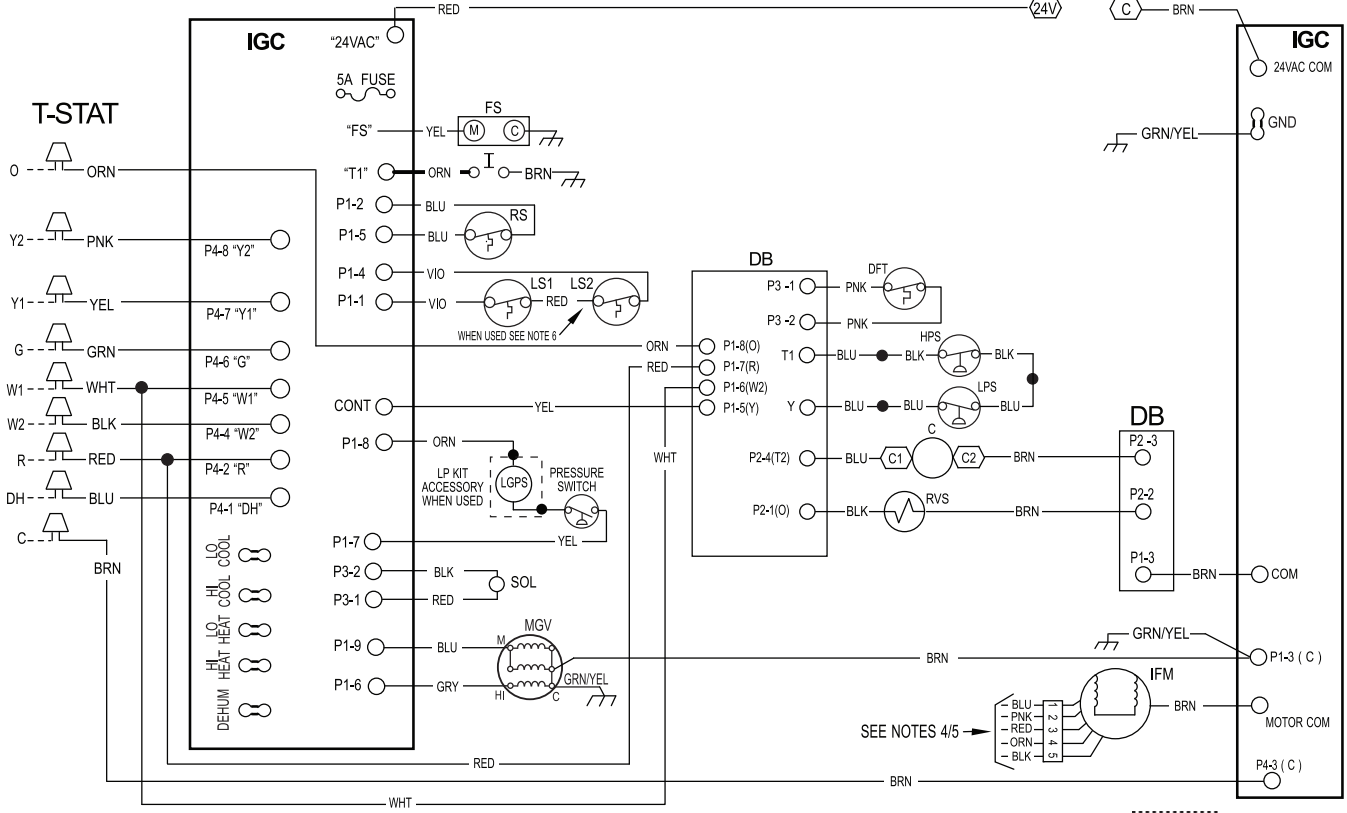 RED
24V
C
BRN
IGC
"24VAC"
IGC
24VAC COM
5A FUSE
T-STAT
FS
"FS"
YEL
M
C
GND
GRN/YEL
O
ORN
"T1"
ORN
BRN
P1-2
BLU
RS
P1-5
BLU
Y2
PNK
P4-8 "Y2"
P1-4
VIO
LS1
RED
LS2
P1-1
VIO
WHEN USED SEE NOTE 6
DB
P3 -1
PNK
DFT
P3 -2
PNK
Y1
YEL
P4-7 "Y1"
G
GRN
P4-6 "G"
ORN
P1-8(O)
T1
BLU
BLK
HPS
BLK
RED
P1-7(R)
W1
WHT
P4-5 "W1"
P1-6(W2)
LPS
CONT
YEL
P1-5(Y)
Y
BLU
BLU
BLU
W2
BLK
P4-4 "W2"
P1-8
ORN
C
DB
P2 -3
R
RED
P4-2 "R"
LP KIT
ACCESSORY
WHEN USED
LGPS
PRESSURE
SWITCH
WHT
P2-4(T2)
BLU
C1
C2
BRN
DH
BLU
P4-1 "DH"
P2-2
P2-1(O)
BLK
RVS
BRN
C
BRN
P1-7
YEL
LO
COOL
P3-2
BLK
SOL
P1-3
BRN
COM
HI
COOL
P3-1
RED
LO
HEAT
MGV
GRN/YEL
P1-9
BLU
M
BRN
P1-3 ( C )
HI
HEAT
P1-6
GRY
HI
C
GRN/YEL
IFM
DEHUM
BLU
1
BRN
PNK
2
MOTOR COM
SEE NOTES 4/5
RED
3
ORN
4
BLK
5
RED
P4-3 ( C )
BRN
WHT